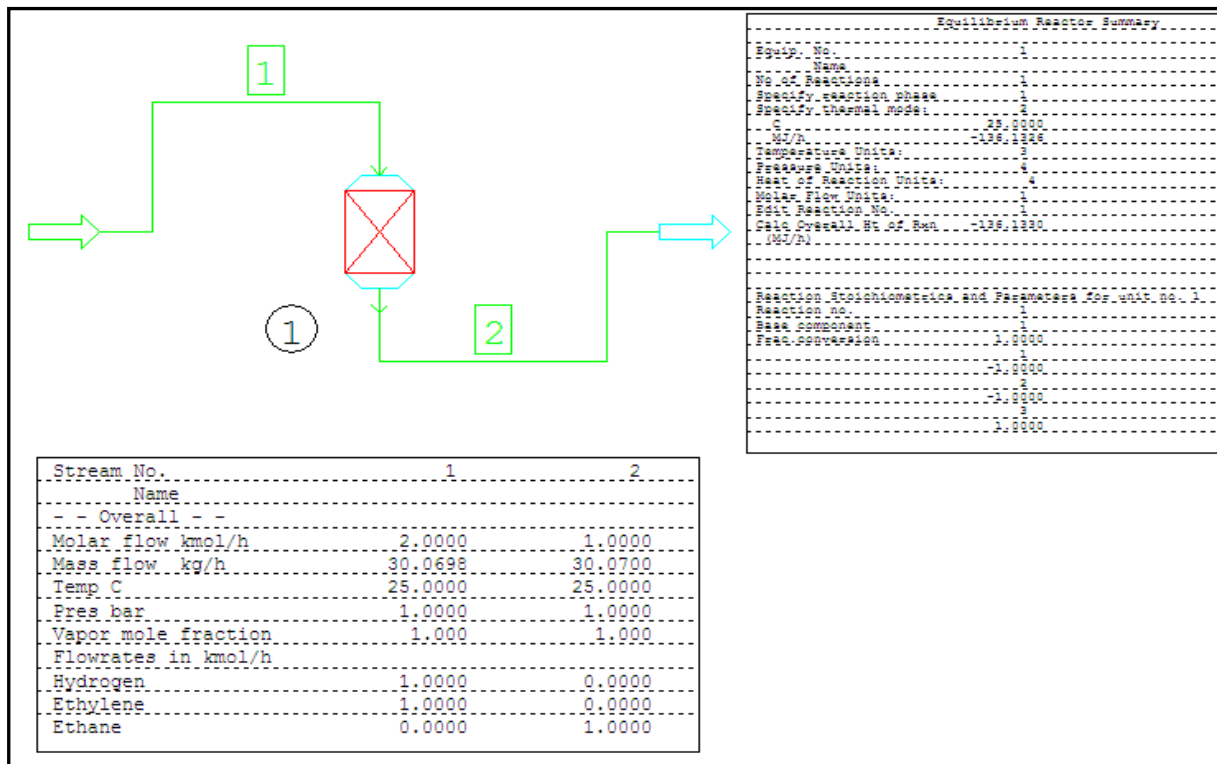 1
1
2
Equilibrium Reactor Summary
Equip. No. 1
Name
No of Reactions 1
Specify reaction phase 1
Specify thermal mode: 2
C 25.0000
MJ/h -136.1326
Temperature Units: 3
Pressure Units: 4
Heat of Reaction Units: 4
Molar Flow Units: 1
Edit Reaction No. 1
Calc Overall Ht of Rxn -136.1330
(MJ/h)
Reaction Stoichiometrics and Parameters for unit no. 1
Reaction no. 1
Base component 1
Frac.conversion 1.0000
1
-1.0000
2
-1.0000
3
1.0000
Stream No. 1 2
Name
- - Overall - -
Molar flow kmol/h 2.0000 1.0000
Mass flow kg/h 30.0698 30.0700
Temp C 25.0000 25.0000
Pres bar 1.0000 1.0000
Vapor mole fraction 1.000 1.000
Flowrates in kmol/h
Hydrogen 1.0000 0.0000
Ethylene 1.0000 0.0000
Ethane 0.0000 1.0000